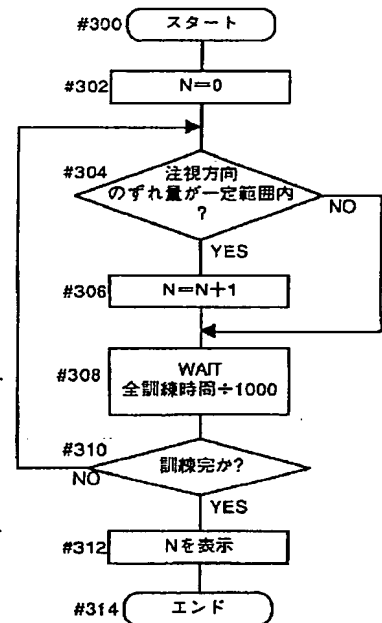 #300 スタート
#302 N=0
#304 注視方向
のずれ量が一定範囲内
?
NO
YES
#306 N=N+1
#308 WAIT
全訓練時間÷1000
#310 訓練完か?
NO
YES
#312 Nを表示
#314 エンド